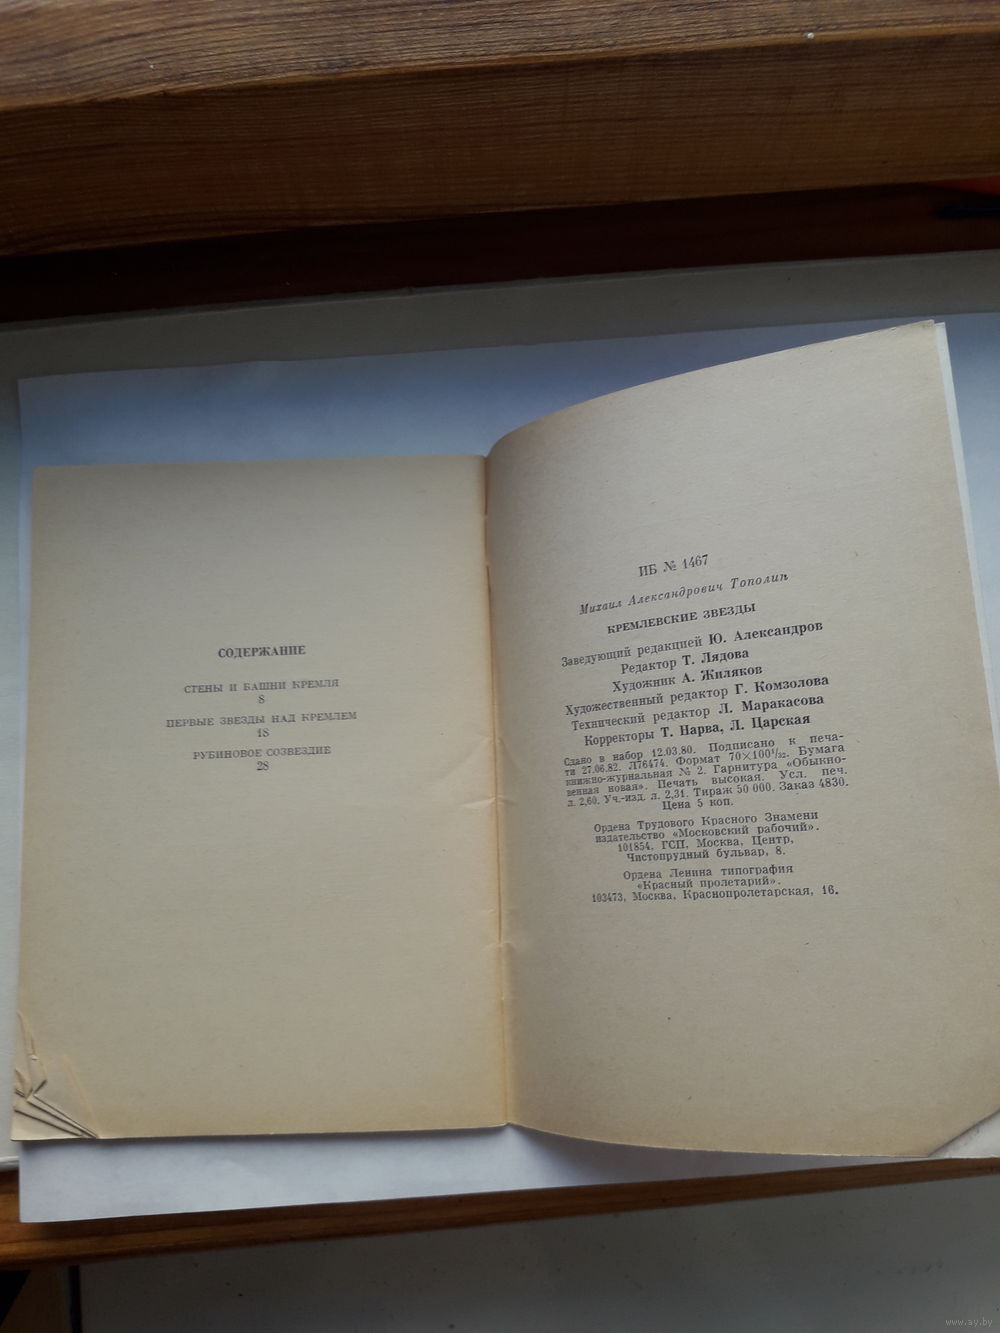 СОДЕРЖАНИЕ
СТЕНЫ И БАШНИ КРЕМЛЯ
8
ПЕРВЫЕ ЗВЕЗДЫ НАД КРЕМЛЕМ
18
РУБИНОВОЕ СОЗВЕЗДИЕ
28
ИБ № 1467
Михаил Александрович Тополин
КРЕМЛЕВСКИЕ ЗВЕЗДЫ
Заведующий редакцией Ю. Александров
Редактор Т. Лядова
Художник А. Жиляков
Художественный редактор Г. Комзолова
Технический редактор Л. Маракасова
Корректоры Т. Нарва, Л. Царская
Сдано в набор 12.03.80. Подписано к печа-
ти 27.06.82. Л76474. Формат 70×100¹/₃₂. Бумага
книжно-журнальная № 2. Гарнитура «Обыкно-
венная новая». Печать высокая. Усл. печ.
л. 2,60. Уч.-изд. л. 2,31. Тираж 50 000. Заказ 4830.
Цена 5 коп.
Ордена Трудового Красного Знамени
издательство «Московский рабочий».
101854, ГСП, Москва, Центр,
Чистопрудный бульвар, 8.
Ордена Ленина типография
«Красный пролетарий».
103473, Москва, Краснопролетарская, 16.
www.ay.by